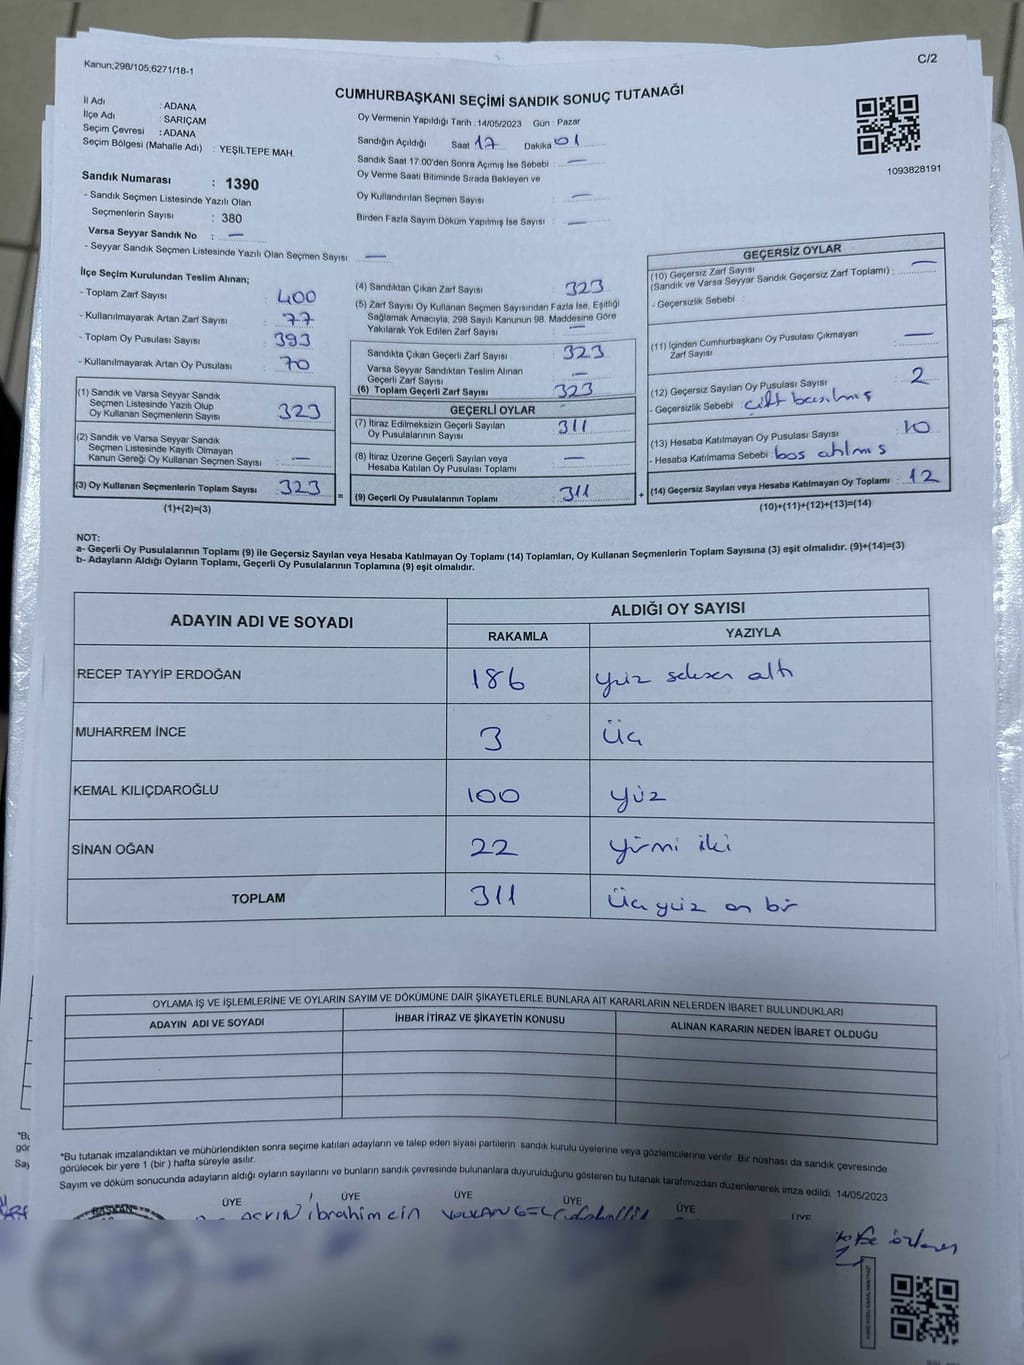 Kanun;298/105,6271/18-1
C/2
CUMHURBAŞKANI SEÇİMİ SANDIK SONUÇ TUTANAĞI
İl Adı : ADANA
İlçe Adı : SARIÇAM
Seçim Çevresi : ADANA
Seçim Bölgesi (Mahalle Adı) : YEŞİLTEPE MAH.
Sandık Numarası : 1390
- Sandık Seçmen Listesinde Yazılı Olan
Seçmenlerin Sayısı : 380
Varsa Seyyar Sandık No : —
- Seyyar Sandık Seçmen Listesinde Yazılı Olan Seçmen Sayısı: —
Oy Vermenin Yapıldığı Tarih :14/05/2023 Gün : Pazar
Sandığın Açıldığı Saat 17 Dakika 01
Sandık Saat 17:00'den Sonra Açımış İse Sebebi : —
Oy Verme Saati Bitiminde Sırada Bekleyen ve
Oy Kullandırılan Seçmen Sayısı : —
Birden Fazla Sayım Döküm Yapılmış İse Sayısı : —
1093828191
İlçe Seçim Kurulundan Teslim Alınan;
- Toplam Zarf Sayısı : 400
- Kullanılmayarak Artan Zarf Sayısı : 77
- Toplam Oy Pusulası Sayısı : 393
- Kullanılmayarak Artan Oy Pusulası : 70
(1) Sandık ve Varsa Seyyar Sandık
Seçmen Listesinde Yazılı Olup
Oy Kullanan Seçmenlerin Sayısı : 323
(2) Sandık ve Varsa Seyyar Sandık
Seçmen Listesinde Kayıtlı Olmayan
Kanun Gereği Oy Kullanan Seçmen Sayısı : —
(3) Oy Kullanan Seçmenlerin Toplam Sayısı : 323
(1)+(2)=(3)
(4) Sandıktan Çıkan Zarf Sayısı : 323
(5) Zarf Sayısı Oy Kullanan Seçmen Sayısından Fazla İse, Eşitliği
Sağlamak Amacıyla; 298 Sayılı Kanunun 98. Maddesine Göre
Yakılarak Yok Edilen Zarf Sayısı : —
Sandıkta Çıkan Geçerli Zarf Sayısı : 323
Varsa Seyyar Sandıktan Teslim Alınan
Geçerli Zarf Sayısı : —
(6) Toplam Geçerli Zarf Sayısı : 323
GEÇERLİ OYLAR
(7) İtiraz Edilmeksizin Geçerli Sayılan
Oy Pusulalarının Sayısı : 311
(8) İtiraz Üzerine Geçerli Sayılan ve
Hesaba Katılan Oy Pusulası Toplamı : —
= (9) Geçerli Oy Pusulalarının Toplamı : 311 +
GEÇERSİZ OYLAR
(10) Geçersiz Zarf Sayısı
(Sandık ve Varsa Seyyar Sandık Geçersiz Zarf Toplamı) : —
- Geçersizlik Sebebi :
(11) İçinden Cumhurbaşkanı Oy Pusulası Çıkmayan
Zarf Sayısı : —
(12) Geçersiz Sayılan Oy Pusulası Sayısı : 2
- Geçersizlik Sebebi : çift basılmış
(13) Hesaba Katılmayan Oy Pusulası Sayısı : 10
- Hesaba Katılmama Sebebi : boş atılmış
(14) Geçersiz Sayılan veya Hesaba Katılmayan Oy Toplamı : 12
(10)+(11)+(12)+(13)=(14)
NOT:
a- Geçerli Oy Pusulalarının Toplamı (9) ile Geçersiz Sayılan veya Hesaba Katılmayan Oy Toplamı (14) Toplamları, Oy Kullanan Seçmenlerin Toplam Sayısına (3) eşit olmalıdır. (9)+(14)=(3)
b- Adayların Aldığı Oyların Toplamı, Geçerli Oy Pusulalarının Toplamına (9) eşit olmalıdır.
ADAYIN ADI VE SOYADI ALDIĞI OY SAYISI
RAKAMLA YAZIYLA
RECEP TAYYİP ERDOĞAN 186 yüz seksen altı
MUHARREM İNCE 3 üç
KEMAL KILIÇDAROĞLU 100 yüz
SİNAN OĞAN 22 yirmi iki
TOPLAM 311 üç yüz on bir
OYLAMA İŞ VE İŞLEMLERİNE VE OYLARIN SAYIM VE DÖKÜMÜNE DAİR ŞİKAYETLERLE BUNLARA AİT KARARLARIN NELERDEN İBARET BULUNDUKLARI
ADAYIN ADI VE SOYADI İHBAR İTİRAZ VE ŞİKAYETİN KONUSU ALINAN KARARIN NEDEN İBARET OLDUĞU
*Bu tutanak imzalandıktan ve mühürlendikten sonra seçime katılan adayların ve talep eden siyasi partilerin sandık kurulu üyelerine veya gözlemcilerine verilir .Bir nüshası da sandık çevresinde
görülecek bir yere 1 (bir ) hafta süreyle asılır.
Sayım ve döküm sonucunda adayların aldığı oyların sayılarını ve bunların sandık çevresinde bulunanlara duyurulduğunu gösteren bu tutanak tarafımızdan düzenlenerek imza edildi. 14/05/2023
BAŞKAN ÜYE ÜYE ÜYE ÜYE ÜYE ÜYE